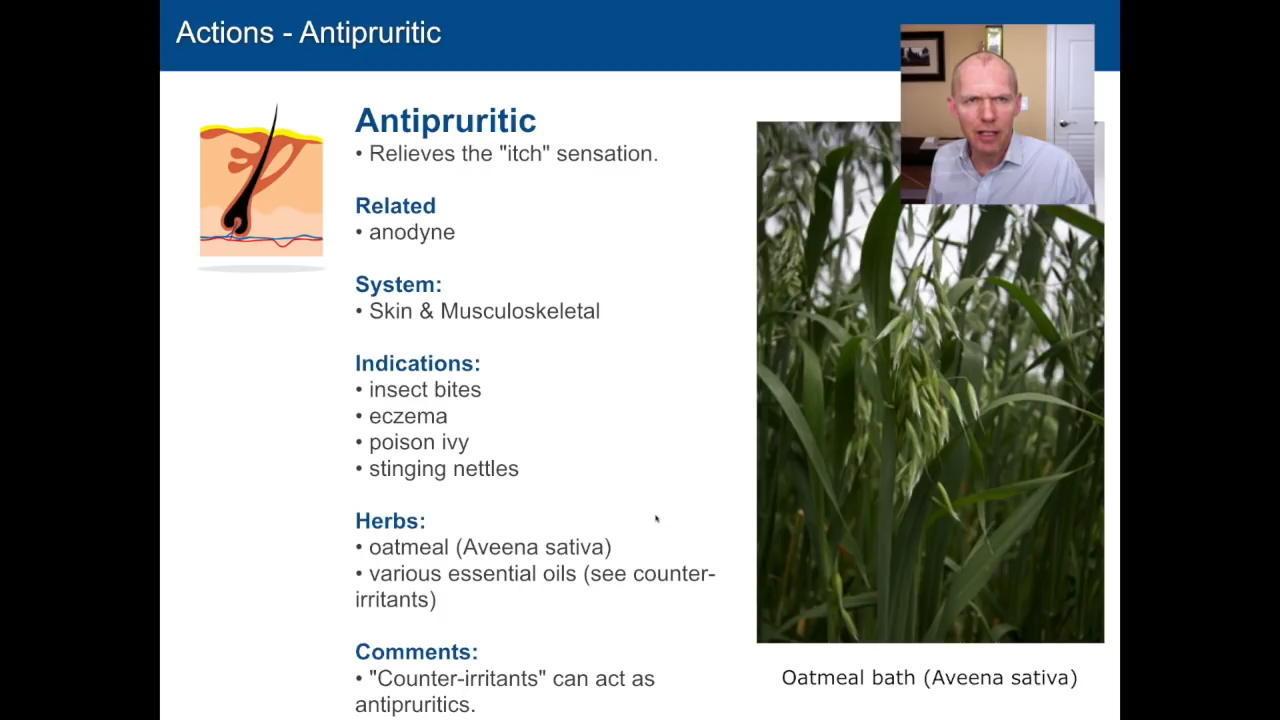 Actions - Antipruritic
Antipruritic
• Relieves the "itch" sensation.
Related
• anodyne
System:
• Skin & Musculoskeletal
Indications:
• insect bites
• eczema
• poison ivy
• stinging nettles
Herbs:
• oatmeal (Aveena sativa)
• various essential oils (see counter-
irritants)
Comments:
• "Counter-irritants" can act as
antipruritics.
Oatmeal bath (Aveena sativa)